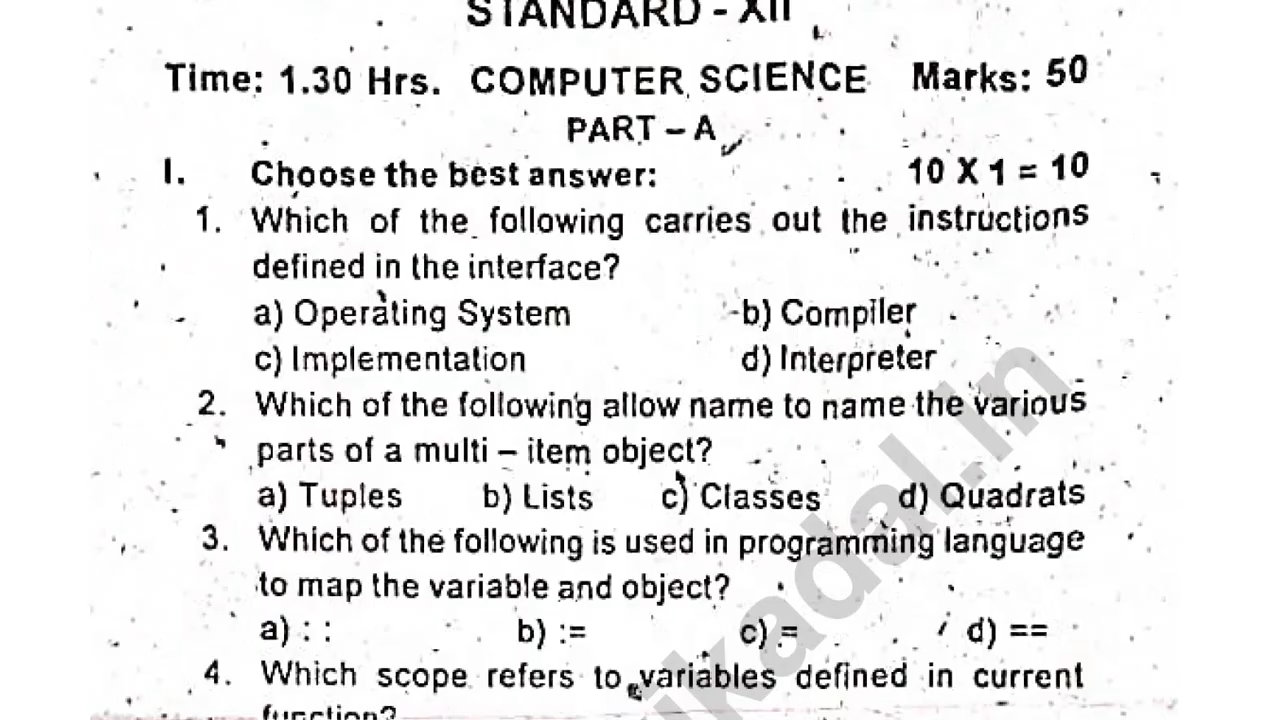 STANDARD - XII
Time: 1.30 Hrs. COMPUTER SCIENCE Marks: 50
PART – A
I. Choose the best answer: 10 X 1 = 10
1. Which of the following carries out the instructions
defined in the interface?
a) Operating System b) Compiler
c) Implementation d) Interpreter
2. Which of the following allow name to name the various
parts of a multi – item object?
a) Tuples b) Lists c) Classes d) Quadrats
3. Which of the following is used in programming language
to map the variable and object?
a) : : b) := c) = d) ==
4. Which scope refers to variables defined in current
function?